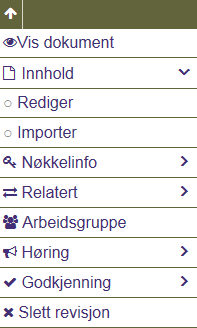 Vis dokument
Innhold
Rediger
Importer
Nøkkelinfo
Relatert
Arbeidsgruppe
Høring
Godkjenning
Slett revisjon